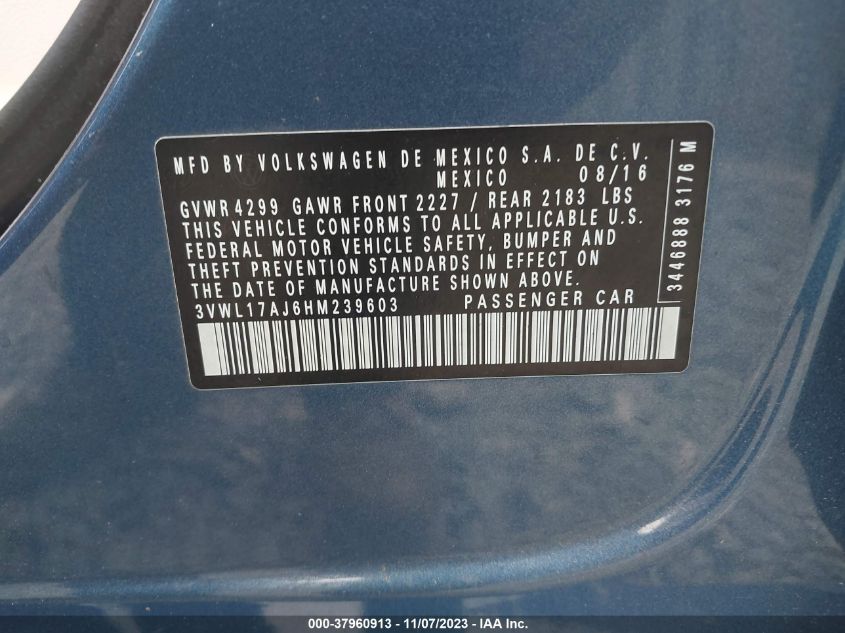 MFD BY VOLKSWAGEN DE MEXICO S.A. DE C.V.
MEXICO 08/16
GVWR 4299 GAWR FRONT 2227 / REAR 2183 LBS
THIS VEHICLE CONFORMS TO ALL APPLICABLE U.S.
FEDERAL MOTOR VEHICLE SAFETY, BUMPER AND
THEFT PREVENTION STANDARDS IN EFFECT ON
THE DATE OF MANUFACTURE SHOWN ABOVE.
3VWL17AJ6HM239603 PASSENGER CAR
3446888 3176 M
000-37960913 - 11/07/2023 - IAA Inc.